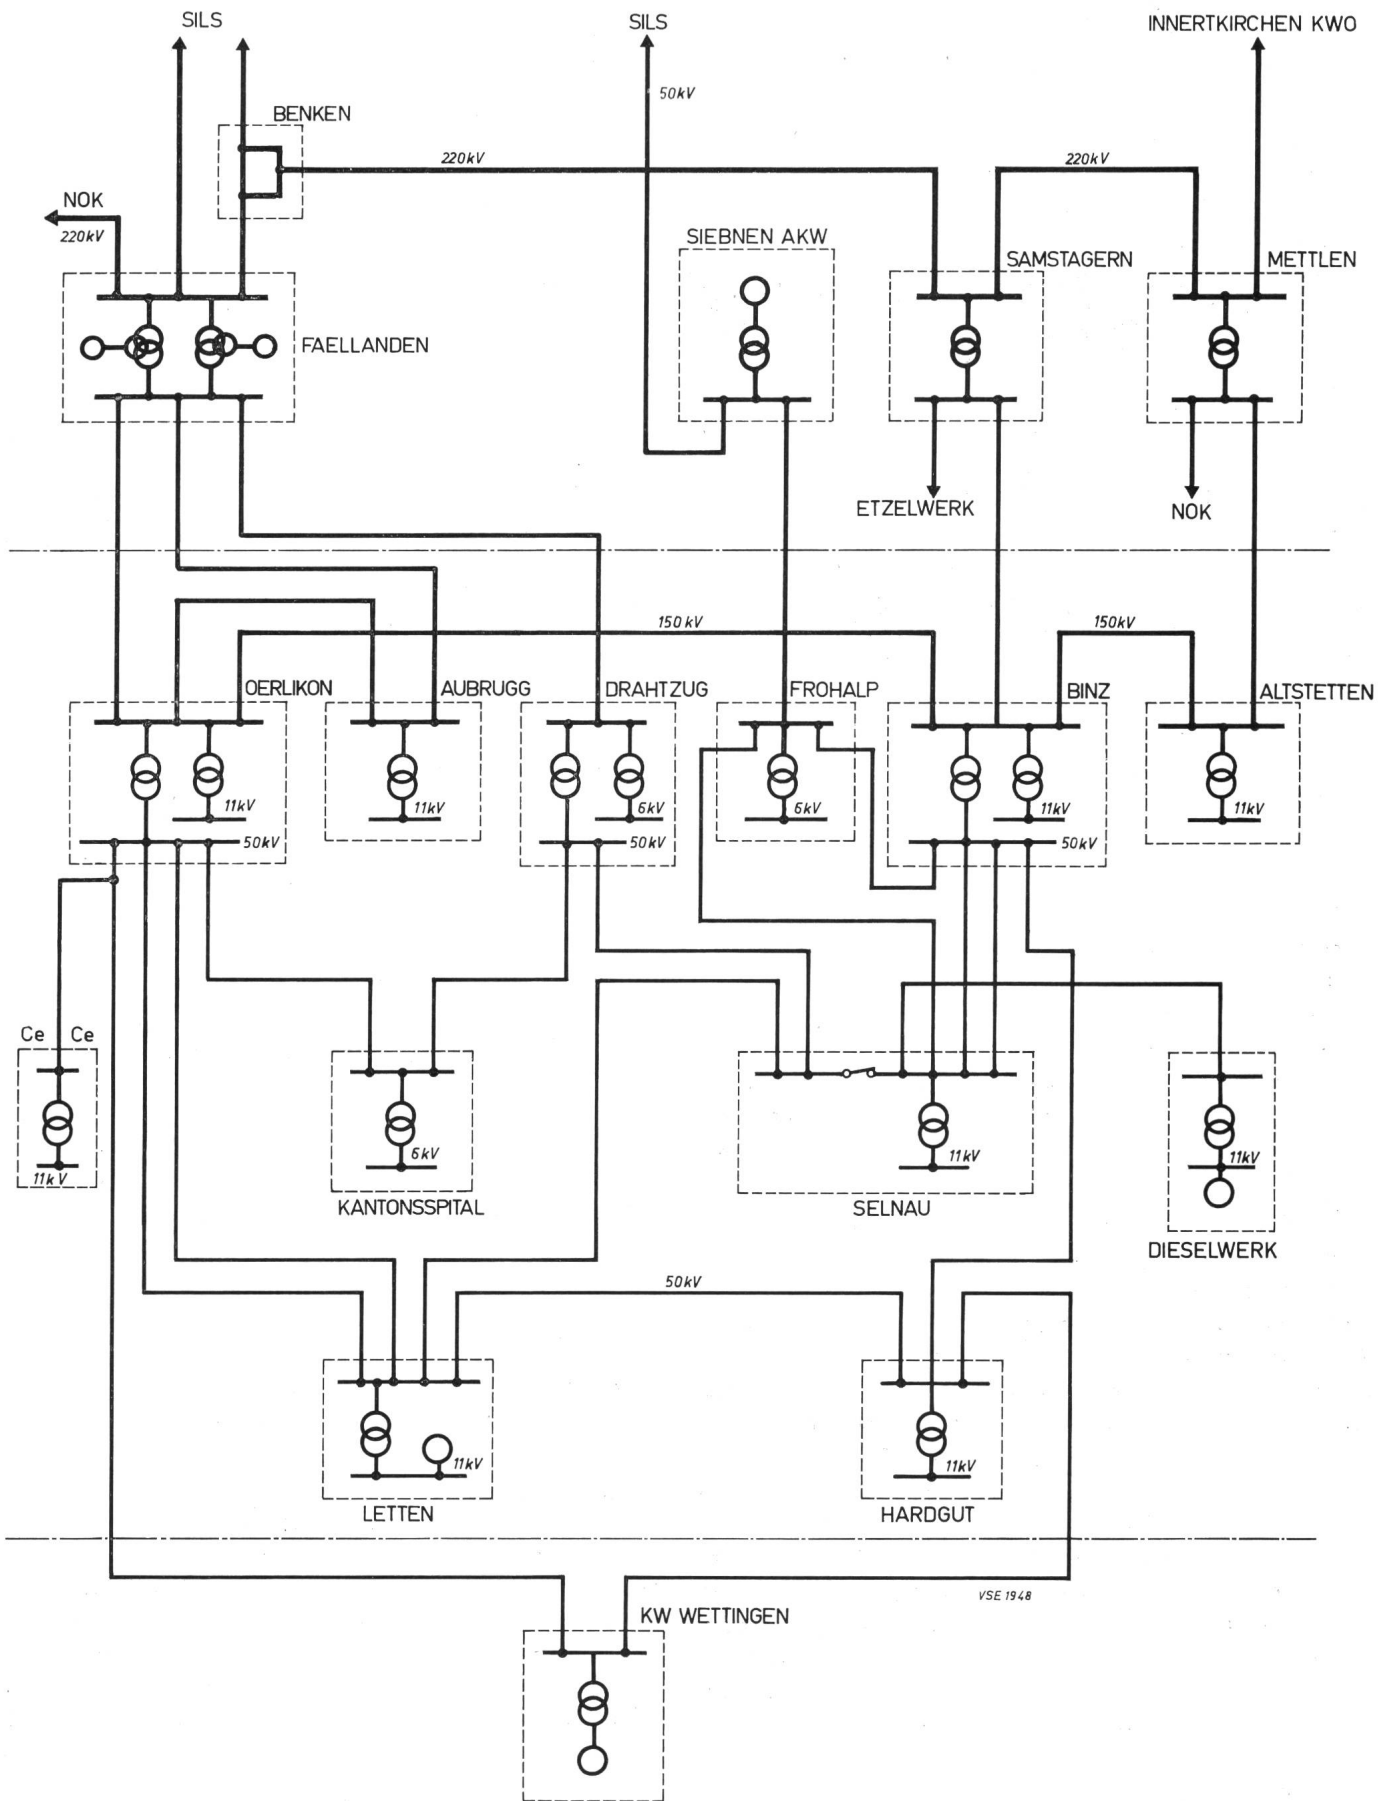 SILS
SILS
INNERTKIRCHEN KWO
50kV
BENKEN
220kV
220kV
NOK
220kV
SIEBNEN AKW
SAMSTAGERN
METTLEN
FAELLANDEN
ETZELWERK
NOK
150kV
150kV
OERLIKON
AUBRUGG
DRAHTZUG
FROHALP
BINZ
ALTSTETTEN
11kV
11kV
6kV
6kV
11kV
11kV
50kV
50kV
50kV
Ce Ce
11kV
6kV
11kV
11kV
KANTONSSPITAL
SELNAU
DIESELWERK
50kV
11kV
11kV
LETTEN
HARDGUT
VSE 1948
KW WETTINGEN